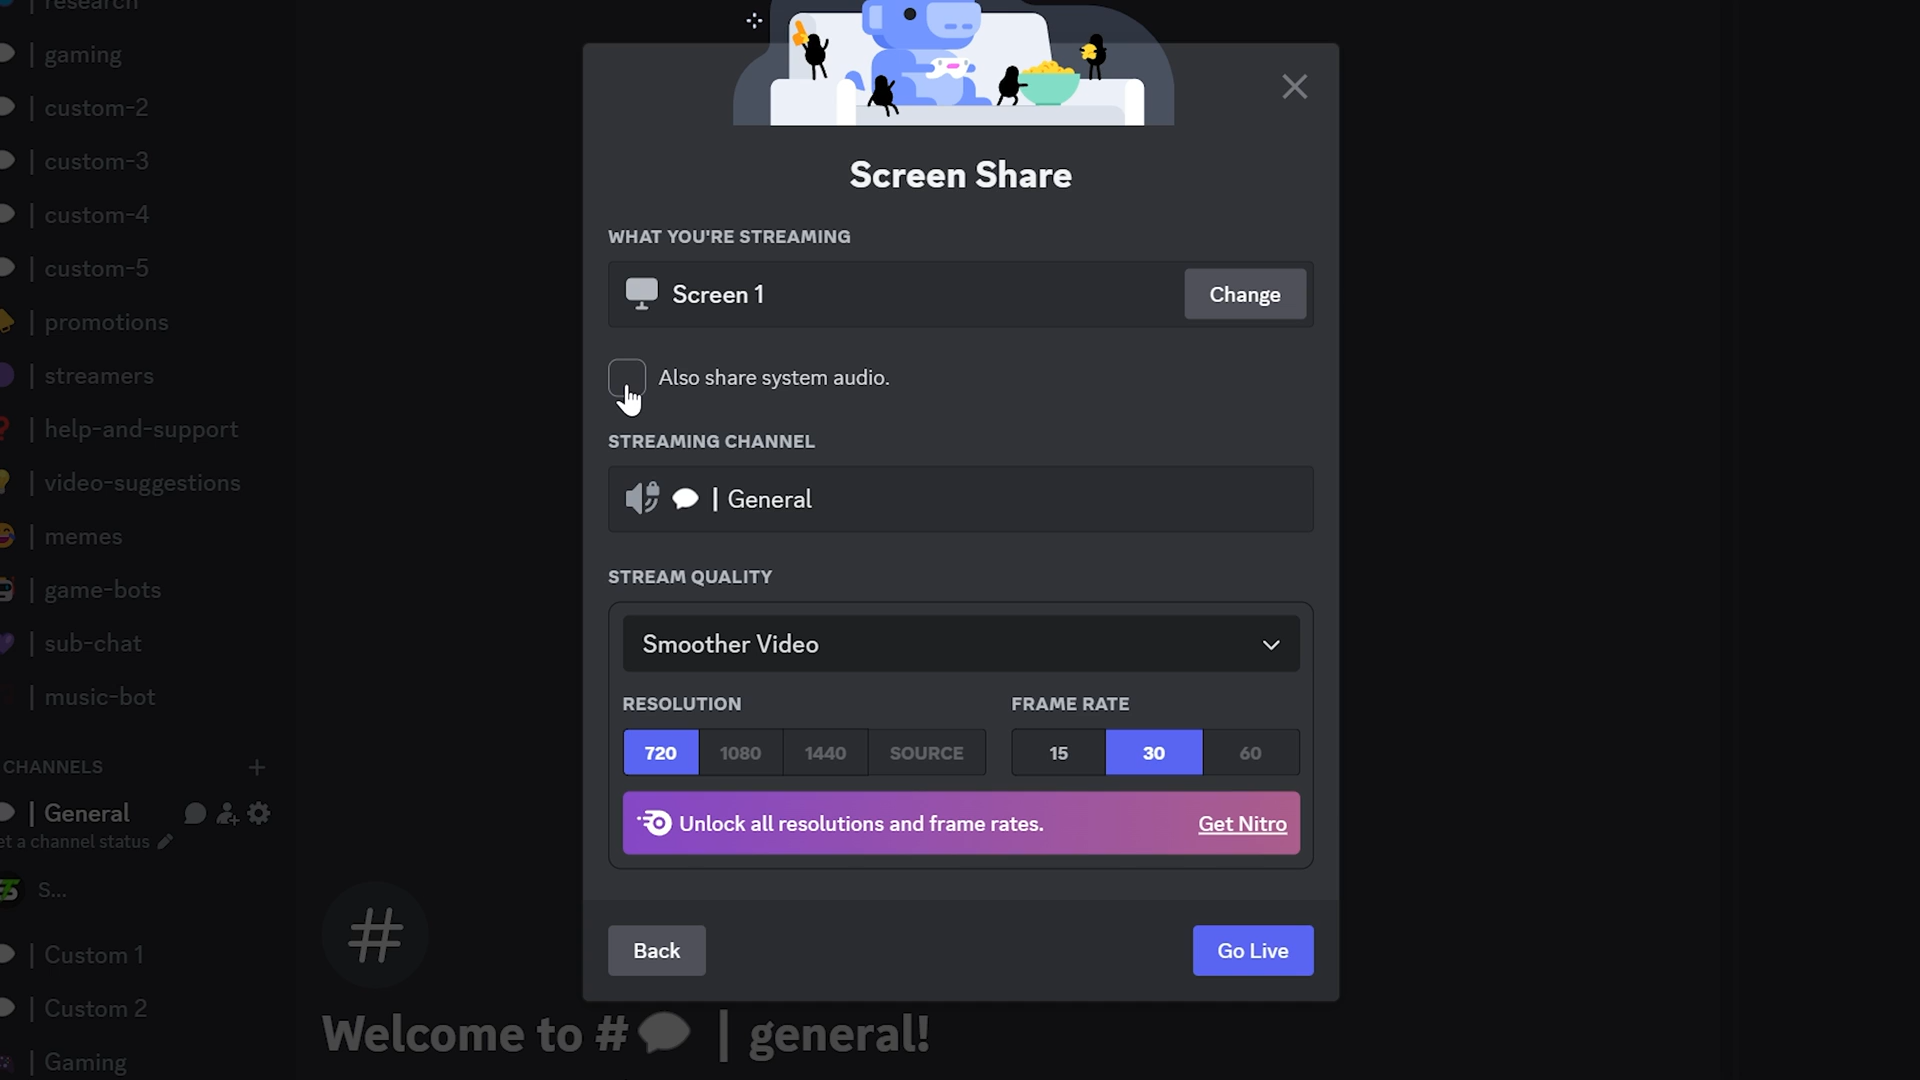 research
| gaming
| custom-2
| custom-3
| custom-4
| custom-5
| promotions
| streamers
| help-and-support
| video-suggestions
| memes
| game-bots
| sub-chat
| music-bot
CHANNELS
| General
et a channel status
S...
| Custom 1
| Custom 2
| Gaming
Screen Share
WHAT YOU'RE STREAMING
Screen 1
Change
Also share system audio.
STREAMING CHANNEL
| General
STREAM QUALITY
Smoother Video
RESOLUTION
FRAME RATE
720 1080 1440 SOURCE
15 30 60
Unlock all resolutions and frame rates. Get Nitro
Back
Go Live
#
Welcome to # 💬 | general!